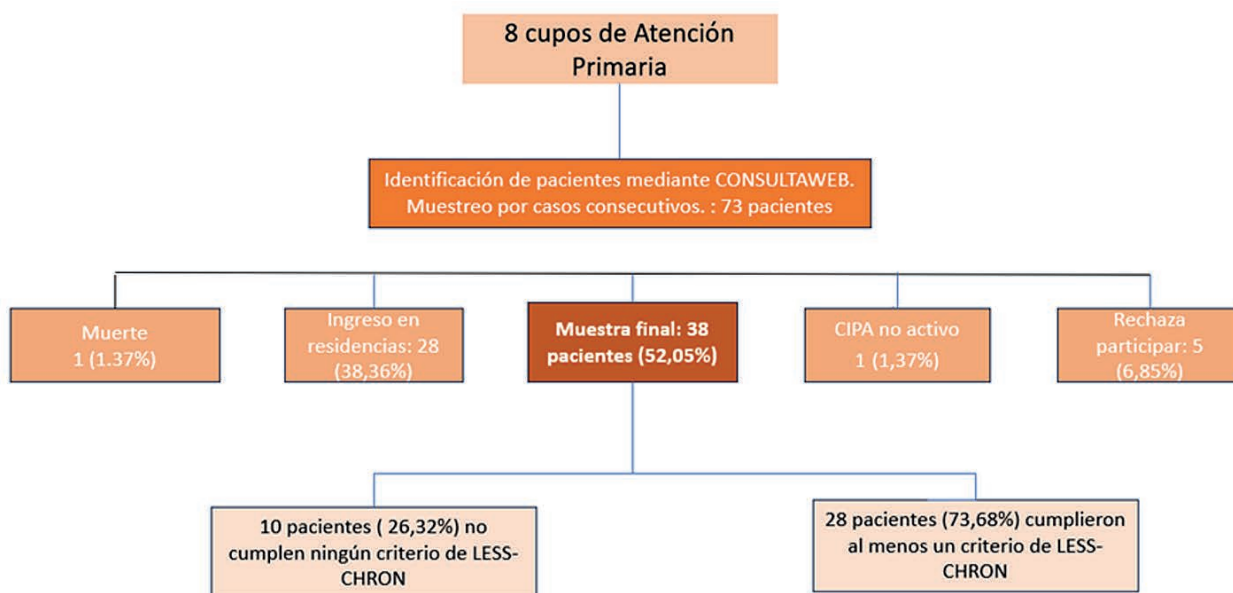 8 cupos de Atención
Primaria
Identificación de pacientes mediante CONSULTAWEB.
Muestreo por casos consecutivos. : 73 pacientes
Muerte
1 (1.37%)
Ingreso en
residencias: 28
(38,36%)
Muestra final: 38
pacientes (52,05%)
CIPA no activo
1 (1,37%)
Rechaza
participar: 5
(6,85%)
10 pacientes ( 26,32%) no
cumplen ningún criterio de LESS-
CHRON
28 pacientes (73,68%) cumplieron
al menos un criterio de LESS-
CHRON